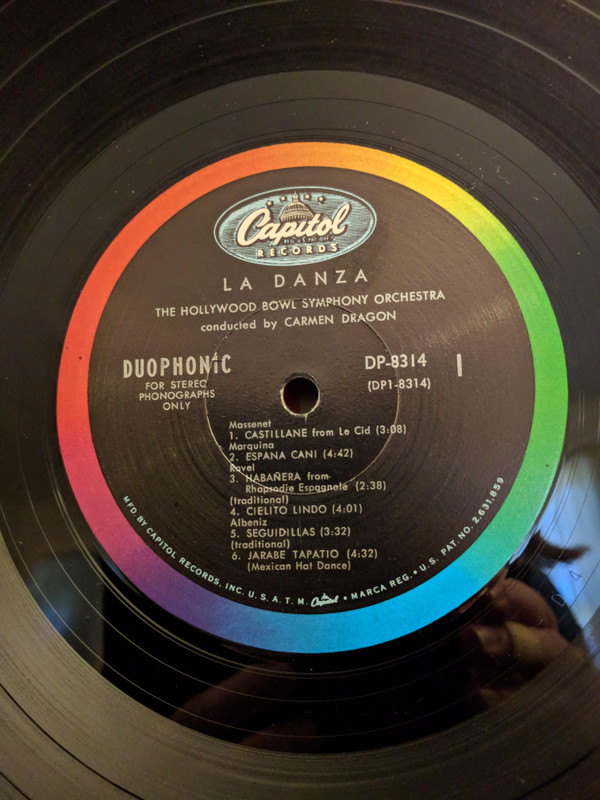 Capitol
REG. U.S. PAT. OFF.
RECORDS
LA DANZA
THE HOLLYWOOD BOWL SYMPHONY ORCHESTRA
conducted by CARMEN DRAGON
DUOPHONIC
FOR STEREO
PHONOGRAPHS
ONLY
DP-8314
(DP1-8314)
1
Massenet
1. CASTILLANE from Le Cid (3:08)
Marquina
2. ESPANA CANI (4:42)
Ravel
3. HABAÑERA from
Rhapsodie Espagnole (2:38)
(traditional)
4. CIELITO LINDO (4:01)
Albeniz
5. SEGUIDILLAS (3:32)
(traditional)
6. JARABE TAPATIO (4:32)
(Mexican Hat Dance)
MFD. BY CAPITOL RECORDS, INC. U. S. A. T. M. Capitol • MARCA REG. • U. S. PAT. NO. 2,631,859